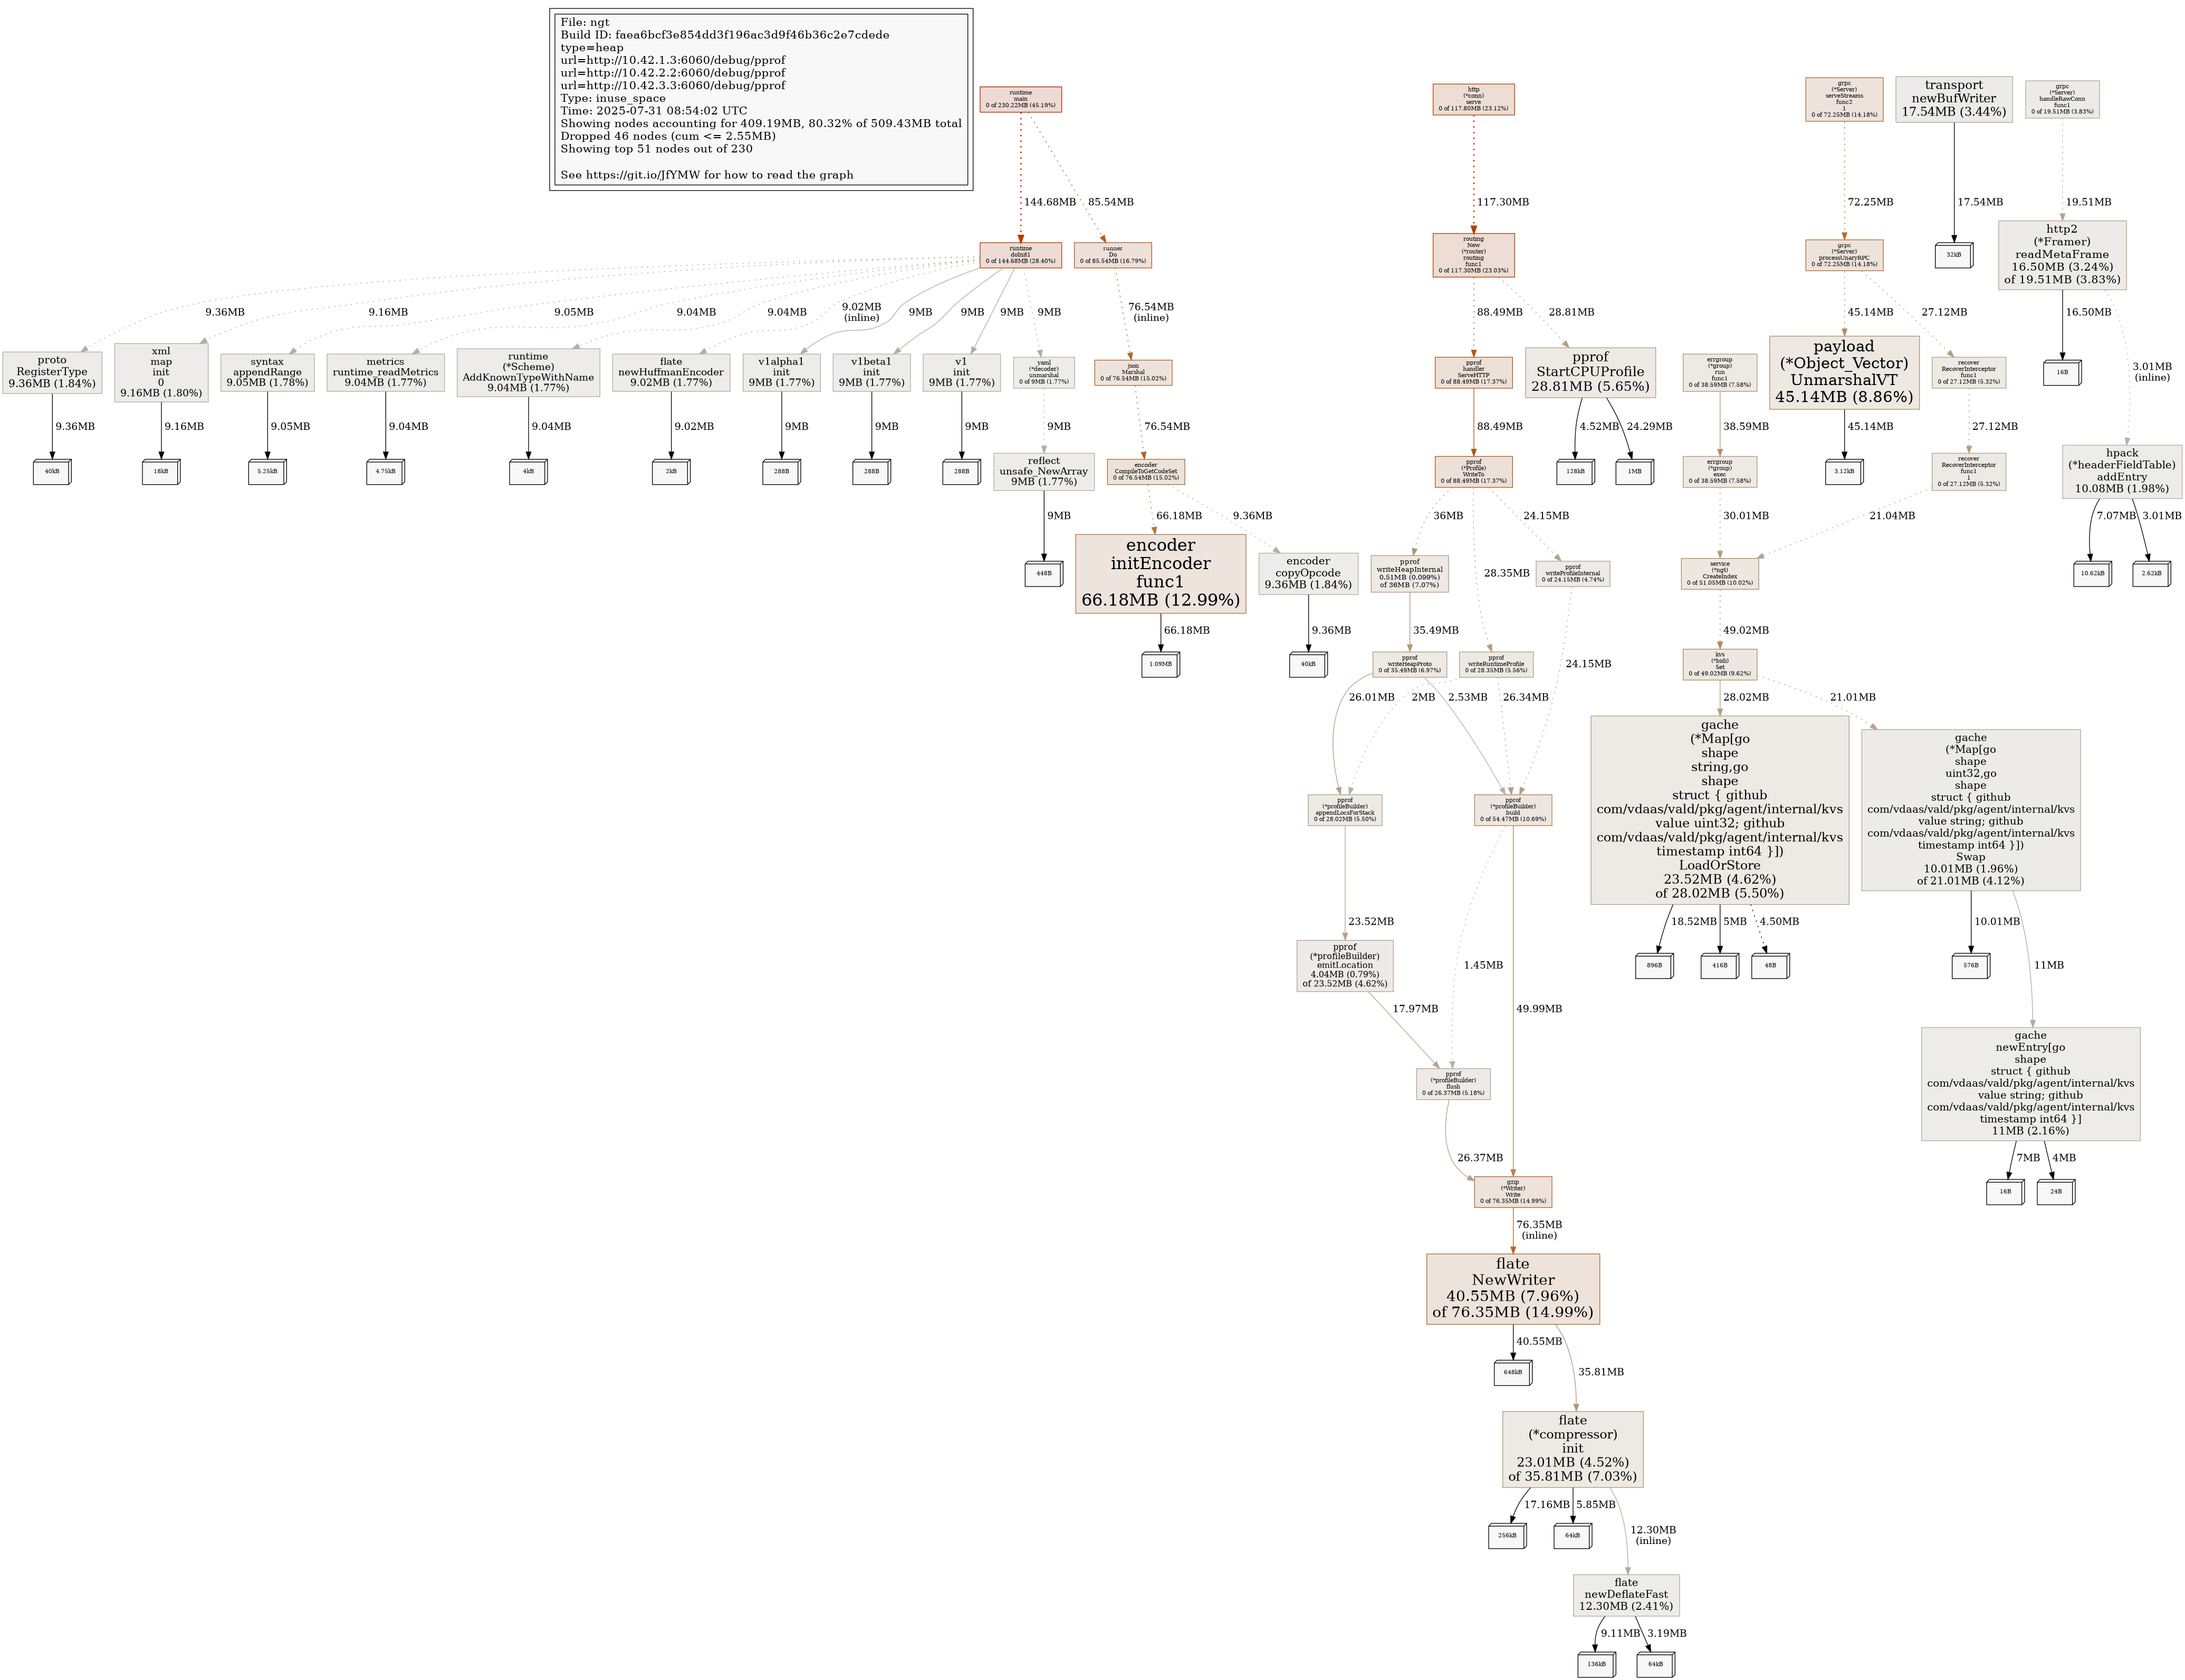 File: ngt
Build ID: faea6bcf3e854dd3f196ac3d9f46b36c2e7cdede
type=heap
url=http://10.42.1.3:6060/debug/pprof
url=http://10.42.2.2:6060/debug/pprof
url=http://10.42.3.3:6060/debug/pprof
Type: inuse_space
Time: 2025-07-31 08:54:02 UTC
Showing nodes accounting for 409.19MB, 80.32% of 509.43MB total
Dropped 46 nodes (cum <= 2.55MB)
Showing top 51 nodes out of 230
See https://git.io/JfYMW for how to read the graph
runtime
main
0 of 230.22MB (45.19%)
http
(*conn)
serve
0 of 117.80MB (23.12%)
grpc
(*Server)
serveStreams
func2
1
0 of 72.25MB (14.18%)
transport
newBufWriter
17.54MB (3.44%)
grpc
(*Server)
handleRawConn
func1
0 of 19.51MB (3.83%)
144.68MB
85.54MB
117.30MB
72.25MB
17.54MB
19.51MB
runtime
doInit1
0 of 144.68MB (28.40%)
runner
Do
0 of 85.54MB (16.79%)
routing
New
(*router)
routing
func1
0 of 117.30MB (23.03%)
grpc
(*Server)
processUnaryRPC
0 of 72.25MB (14.18%)
32kB
http2
(*Framer)
readMetaFrame
16.50MB (3.24%)
of 19.51MB (3.83%)
9.36MB
9.16MB
9.05MB
9.04MB
9.04MB
9.02MB
(inline)
9MB
9MB
9MB
9MB
76.54MB
(inline)
88.49MB
28.81MB
45.14MB
27.12MB
16.50MB
3.01MB
(inline)
proto
RegisterType
9.36MB (1.84%)
xml
map
init
0
9.16MB (1.80%)
syntax
appendRange
9.05MB (1.78%)
metrics
runtime_readMetrics
9.04MB (1.77%)
runtime
(*Scheme)
AddKnownTypeWithName
9.04MB (1.77%)
flate
newHuffmanEncoder
9.02MB (1.77%)
v1alpha1
init
9MB (1.77%)
v1beta1
init
9MB (1.77%)
v1
init
9MB (1.77%)
yaml
(*decoder)
unmarshal
0 of 9MB (1.77%)
json
Marshal
0 of 76.54MB (15.02%)
pprof
handler
ServeHTTP
0 of 88.49MB (17.37%)
pprof
StartCPUProfile
28.81MB (5.65%)
errgroup
(*group)
run
func1
0 of 38.59MB (7.58%)
payload
(*Object_Vector)
UnmarshalVT
45.14MB (8.86%)
recover
RecoverInterceptor
func1
0 of 27.12MB (5.32%)
16B
9.36MB
9.16MB
9.05MB
9.04MB
9.04MB
9.02MB
9MB
9MB
9MB
9MB
76.54MB
88.49MB
4.52MB
24.29MB
38.59MB
45.14MB
27.12MB
40kB
18kB
5.25kB
4.75kB
4kB
2kB
288B
288B
288B
reflect
unsafe_NewArray
9MB (1.77%)
encoder
CompileToGetCodeSet
0 of 76.54MB (15.02%)
pprof
(*Profile)
WriteTo
0 of 88.49MB (17.37%)
128kB
1MB
errgroup
(*group)
exec
0 of 38.59MB (7.58%)
3.12kB
recover
RecoverInterceptor
func1
1
0 of 27.12MB (5.32%)
hpack
(*headerFieldTable)
addEntry
10.08MB (1.98%)
9MB
66.18MB
9.36MB
36MB
28.35MB
24.15MB
30.01MB
21.04MB
7.07MB
3.01MB
448B
encoder
initEncoder
func1
66.18MB (12.99%)
encoder
copyOpcode
9.36MB (1.84%)
pprof
writeHeapInternal
0.51MB (0.099%)
of 36MB (7.07%)
pprof
writeProfileInternal
0 of 24.15MB (4.74%)
service
(*ngt)
CreateIndex
0 of 51.05MB (10.02%)
10.62kB
2.62kB
66.18MB
9.36MB
35.49MB
24.15MB
49.02MB
1.09MB
40kB
pprof
writeHeapProto
0 of 35.49MB (6.97%)
pprof
writeRuntimeProfile
0 of 28.35MB (5.56%)
kvs
(*bidi)
Set
0 of 49.02MB (9.62%)
26.01MB
2MB
2.53MB
26.34MB
28.02MB
21.01MB
pprof
(*profileBuilder)
appendLocsForStack
0 of 28.02MB (5.50%)
pprof
(*profileBuilder)
build
0 of 54.47MB (10.69%)
gache
(*Map[go
shape
string,go
shape
struct { github
com/vdaas/vald/pkg/agent/internal/kvs
value uint32; github
com/vdaas/vald/pkg/agent/internal/kvs
timestamp int64 }])
LoadOrStore
23.52MB (4.62%)
of 28.02MB (5.50%)
gache
(*Map[go
shape
uint32,go
shape
struct { github
com/vdaas/vald/pkg/agent/internal/kvs
value string; github
com/vdaas/vald/pkg/agent/internal/kvs
timestamp int64 }])
Swap
10.01MB (1.96%)
of 21.01MB (4.12%)
23.52MB
1.45MB
49.99MB
18.52MB
5MB
4.50MB
10.01MB
11MB
pprof
(*profileBuilder)
emitLocation
4.04MB (0.79%)
of 23.52MB (4.62%)
896B
416B
48B
576B
17.97MB
gache
newEntry[go
shape
struct { github
com/vdaas/vald/pkg/agent/internal/kvs
value string; github
com/vdaas/vald/pkg/agent/internal/kvs
timestamp int64 }]
11MB (2.16%)
pprof
(*profileBuilder)
flush
0 of 26.37MB (5.18%)
26.37MB
7MB
4MB
gzip
(*Writer)
Write
0 of 76.35MB (14.99%)
16B
24B
76.35MB
(inline)
flate
NewWriter
40.55MB (7.96%)
of 76.35MB (14.99%)
40.55MB
35.81MB
648kB
flate
(*compressor)
init
23.01MB (4.52%)
of 35.81MB (7.03%)
17.16MB
5.85MB
12.30MB
(inline)
256kB
64kB
flate
newDeflateFast
12.30MB (2.41%)
9.11MB
3.19MB
136kB
64kB